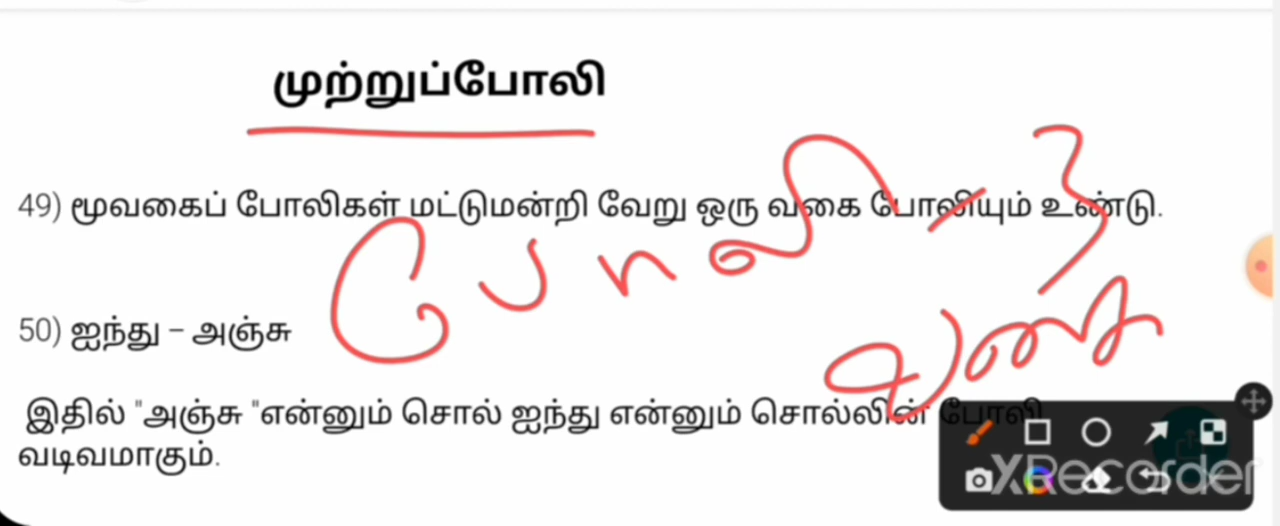 முற்றுப்போலி
49) மூவகைப் போலிகள் மட்டுமன்றி வேறு ஒரு வகை போலியும் உண்டு.
போலி - 3
வகை
50) ஐந்து – அஞ்சு
இதில் "அஞ்சு "என்னும் சொல் ஐந்து என்னும் சொல்லின் போலி
வடிவமாகும்.
XRecorder